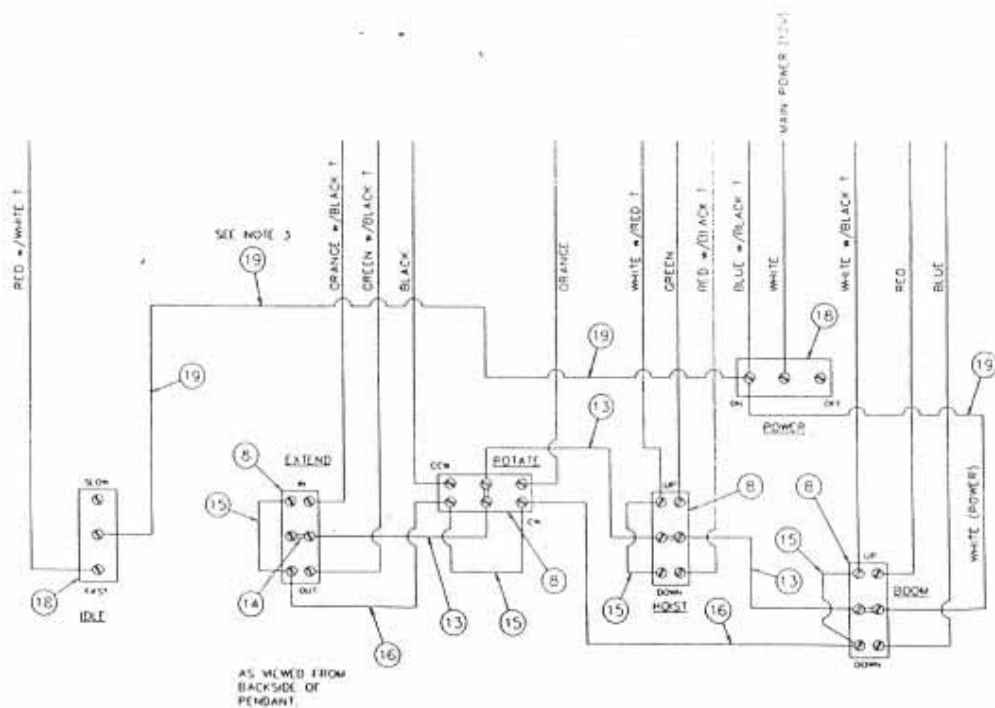 MAIN POWER (12V)
RED w/WHITE T
ORANGE w/BLACK T
GREEN w/BLACK T
BLACK
ORANGE
WHITE w/RED T
GREEN
RED w/BLACK T
BLUE w/BLACK T
WHITE
WHITE w/BLACK T
RED
BLUE
SEE NOTE 3
19
19
19
18
19
ON
OFF
POWER
13
WHITE (POWER)
8
EXTEND
IN
15
14
OUT
13
16
CCW
ROTATE
CW
8
15
UP
8
15
DOWN
HOIST
13
16
8
15
UP
BOOM
DOWN
SLOW
18
FAST
IDLE
AS VIEWED FROM
BACKSIDE OF
PENDANT.